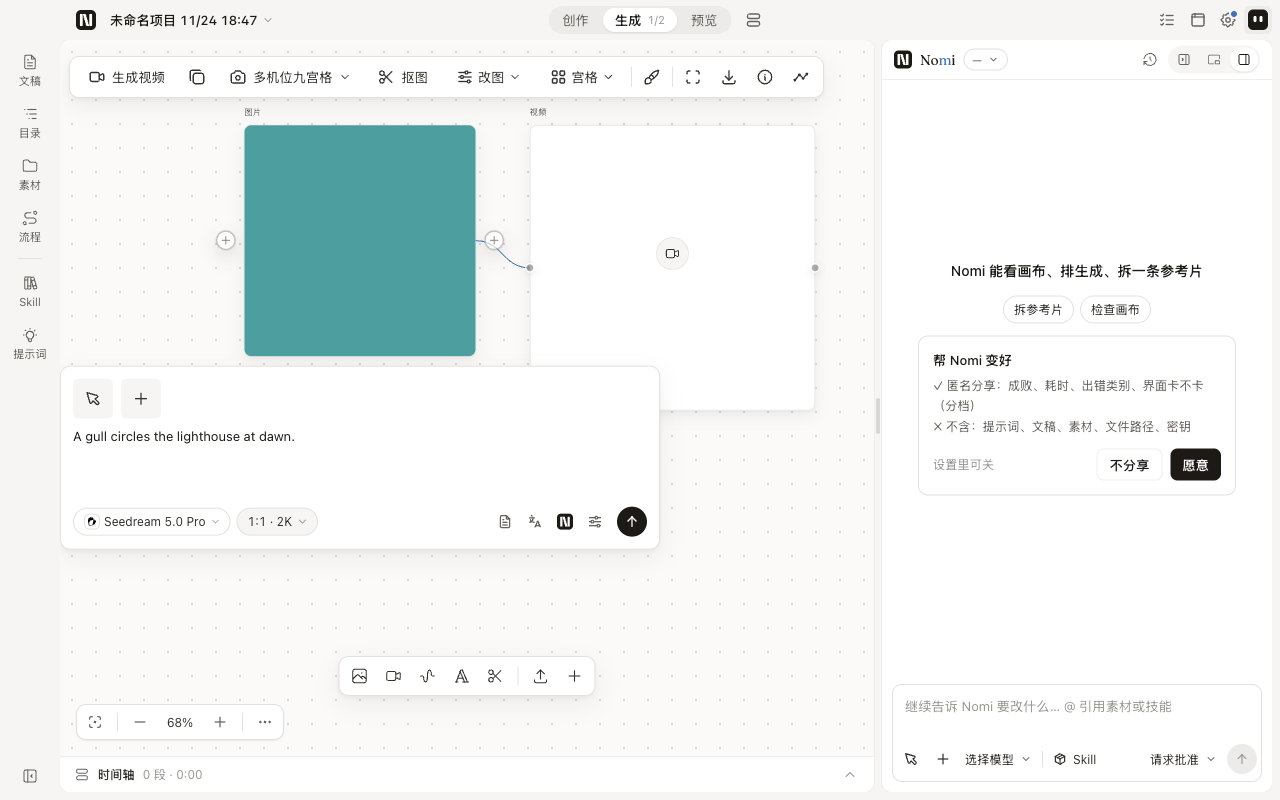 未命名项目 11/24 18:47
创作
生成 1/2
预览
文稿
目录
素材
流程
Skill
提示词
生成视频
多机位九宫格
抠图
改图
宫格
图片
视频
A gull circles the lighthouse at dawn.
Seedream 5.0 Pro
1:1 · 2K
68%
时间轴 0 段 · 0:00
Nomi
—
Nomi 能看画布、排生成、拆一条参考片
拆参考片
检查画布
帮 Nomi 变好
✓ 匿名分享：成败、耗时、出错类别、界面卡不卡
（分档）
✕ 不含：提示词、文稿、素材、文件路径、密钥
设置里可关
不分享
愿意
继续告诉 Nomi 要改什么... @ 引用素材或技能
选择模型
Skill
请求批准